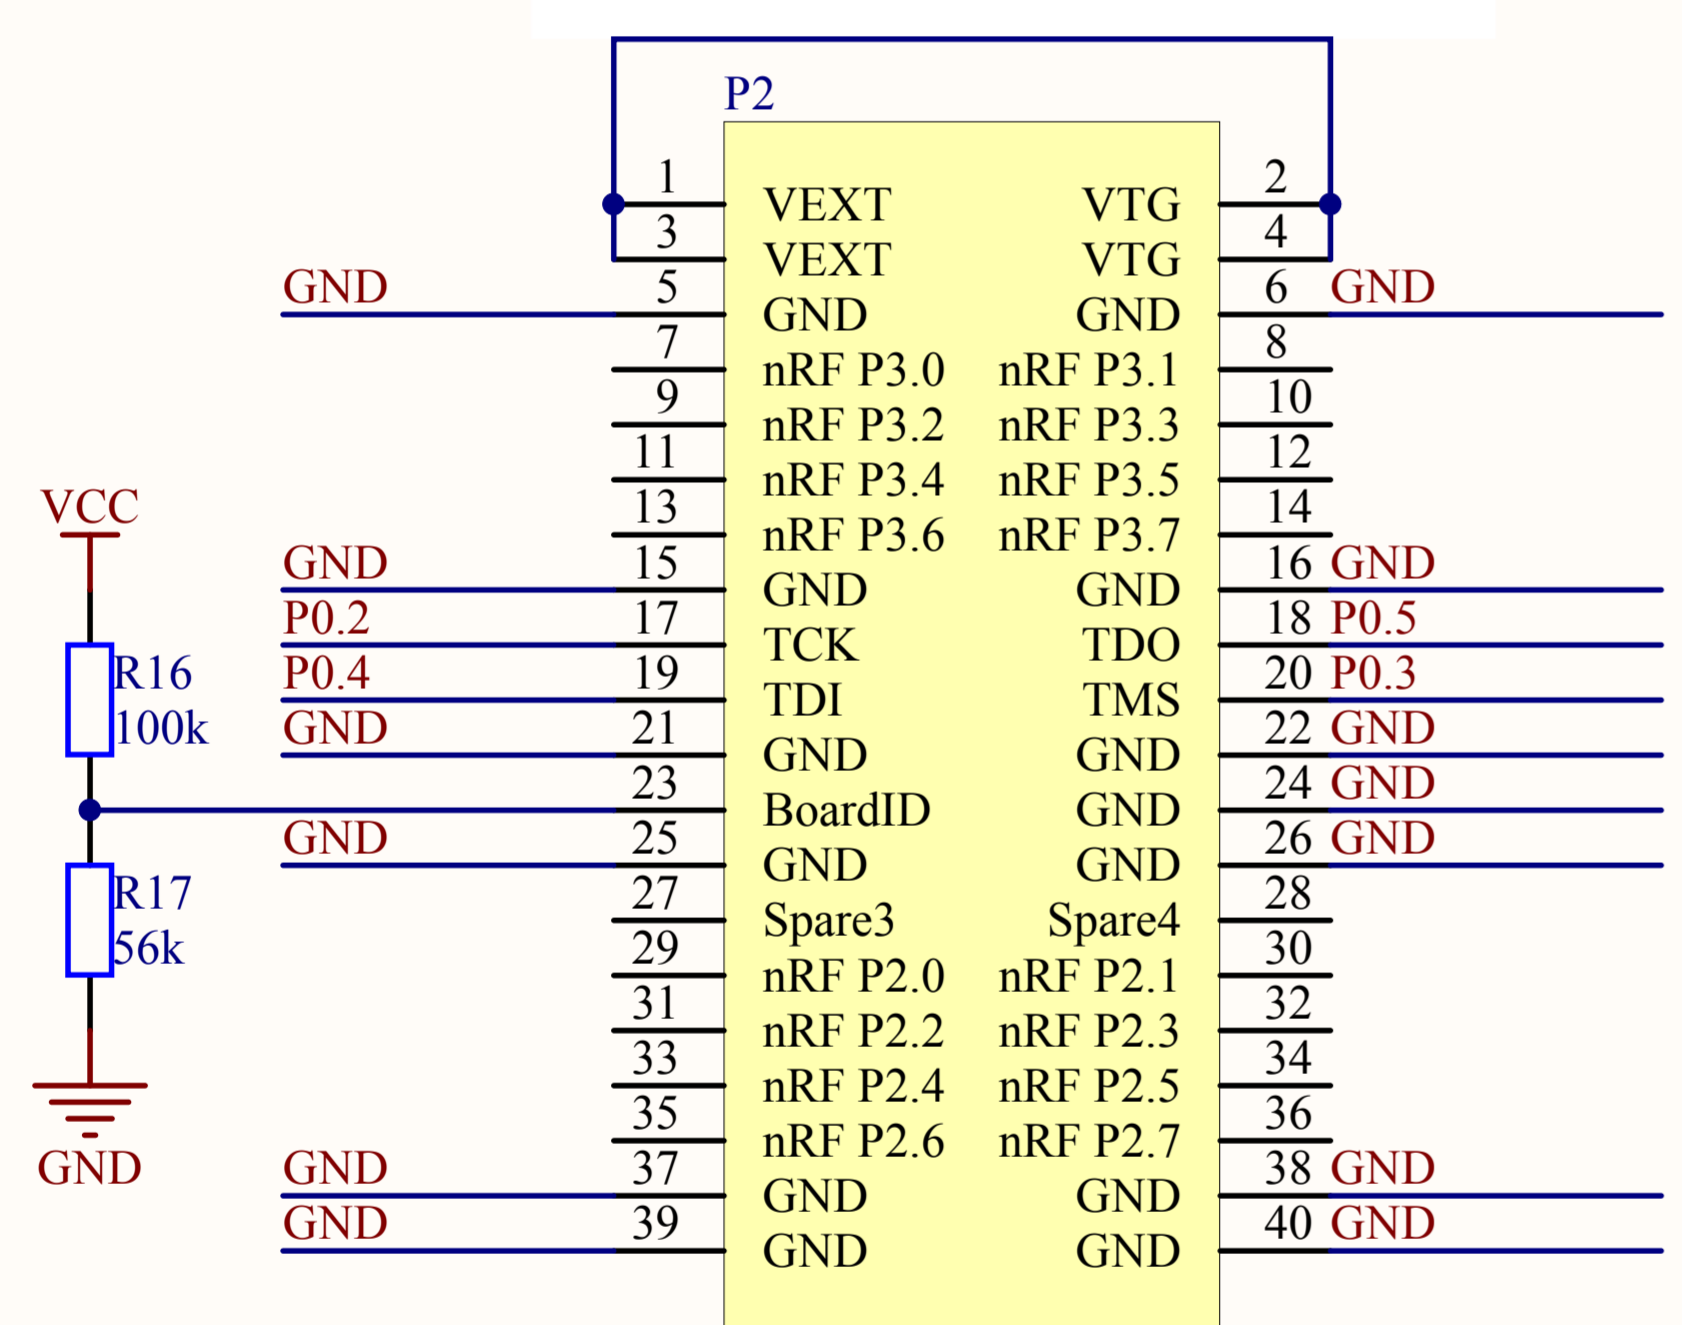 P2
1 VEXT VTG 2
3 VEXT VTG 4
GND 5 GND GND 6 GND
7 nRF P3.0 nRF P3.1 8
9 nRF P3.2 nRF P3.3 10
11 nRF P3.4 nRF P3.5 12
VCC 13 nRF P3.6 nRF P3.7 14
GND 15 GND GND 16 GND
P0.2 17 TCK TDO 18 P0.5
R16 P0.4 19 TDI TMS 20 P0.3
100k GND 21 GND GND 22 GND
23 BoardID GND 24 GND
GND 25 GND GND 26 GND
R17 27 Spare3 Spare4 28
56k 29 nRF P2.0 nRF P2.1 30
31 nRF P2.2 nRF P2.3 32
33 nRF P2.4 nRF P2.5 34
35 nRF P2.6 nRF P2.7 36
GND GND 37 GND GND 38 GND
GND 39 GND GND 40 GND